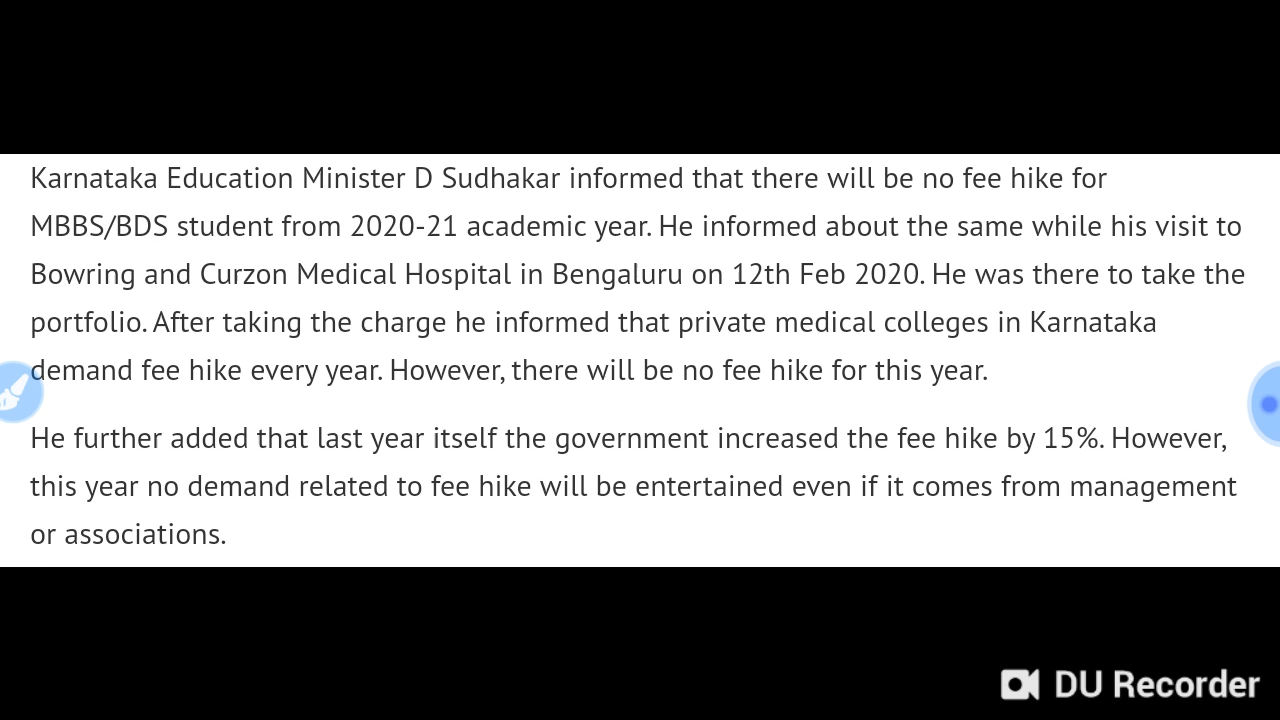 Karnataka Education Minister D Sudhakar informed that there will be no fee hike for
MBBS/BDS student from 2020-21 academic year. He informed about the same while his visit to
Bowring and Curzon Medical Hospital in Bengaluru on 12th Feb 2020. He was there to take the
portfolio. After taking the charge he informed that private medical colleges in Karnataka
demand fee hike every year. However, there will be no fee hike for this year.
He further added that last year itself the government increased the fee hike by 15%. However,
this year no demand related to fee hike will be entertained even if it comes from management
or associations.
DU Recorder